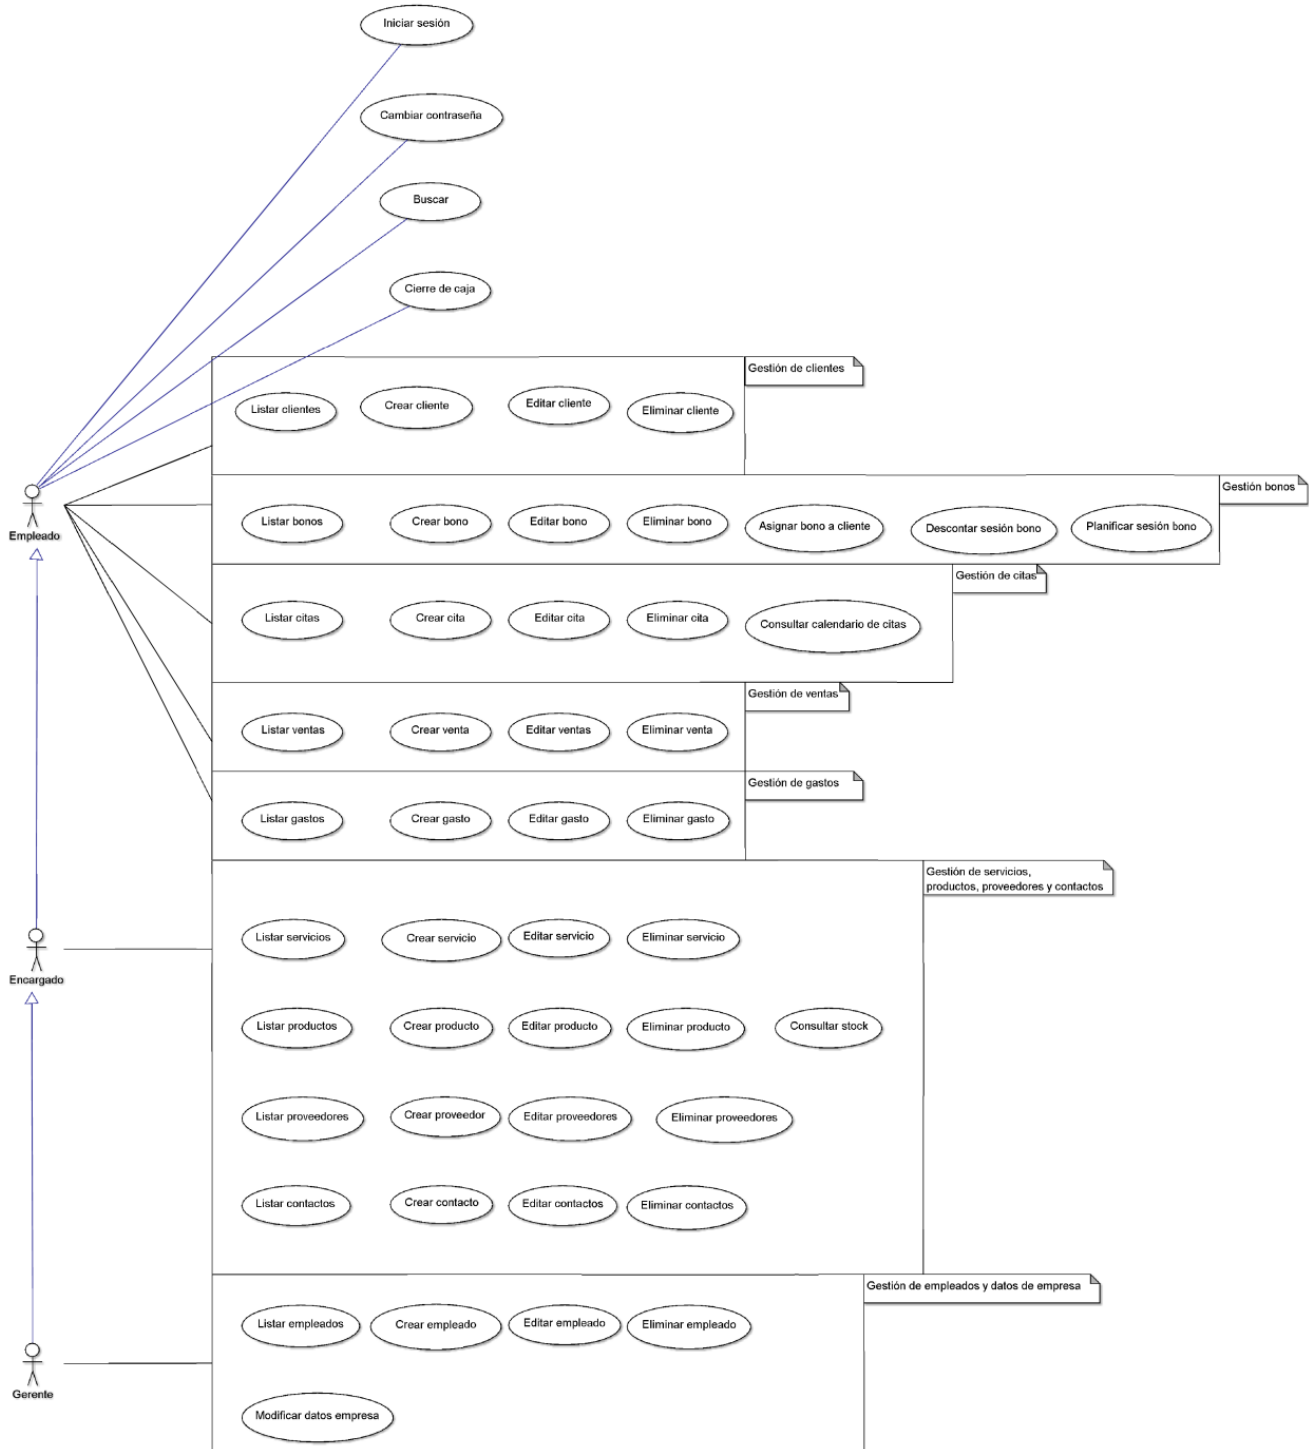 Iniciar sesión
Cambiar contraseña
Buscar
Cierre de caja
Gestión de clientes
Listar clientes
Crear cliente
Editar cliente
Eliminar cliente
Empleado
Gestión bonos
Listar bonos
Crear bono
Editar bono
Eliminar bono
Asignar bono a cliente
Descontar sesión bono
Planificar sesión bono
Gestión de citas
Listar citas
Crear cita
Editar cita
Eliminar cita
Consultar calendario de citas
Gestión de ventas
Listar ventas
Crear venta
Editar ventas
Eliminar venta
Gestión de gastos
Listar gastos
Crear gasto
Editar gasto
Eliminar gasto
Gestión de servicios,
productos, proveedores y contactos
Encargado
Listar servicios
Crear servicio
Editar servicio
Eliminar servicio
Listar productos
Crear producto
Editar producto
Eliminar producto
Consultar stock
Listar proveedores
Crear proveedor
Editar proveedores
Eliminar proveedores
Listar contactos
Crear contacto
Editar contactos
Eliminar contactos
Gestión de empleados y datos de empresa
Listar empleados
Crear empleado
Editar empleado
Eliminar empleado
Gerente
Modificar datos empresa